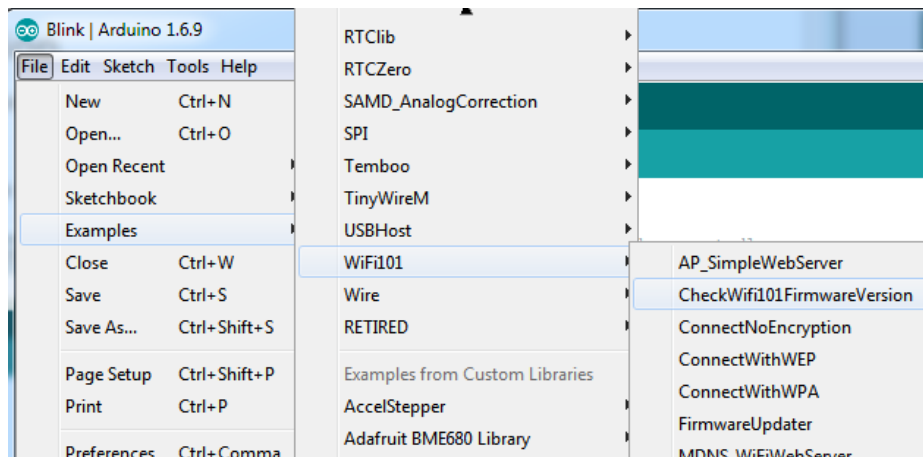 Blink | Arduino 1.6.9
File Edit Sketch Tools Help
New Ctrl+N
Open... Ctrl+O
Open Recent
Sketchbook
Examples
Close Ctrl+W
Save Ctrl+S
Save As... Ctrl+Shift+S
Page Setup Ctrl+Shift+P
Print Ctrl+P
Preferences Ctrl+Comma
RTClib
RTCZero
SAMD_AnalogCorrection
SPI
Temboo
TinyWireM
USBHost
WiFi101
Wire
RETIRED
Examples from Custom Libraries
AccelStepper
Adafruit BME680 Library
AP_SimpleWebServer
CheckWifi101FirmwareVersion
ConnectNoEncryption
ConnectWithWEP
ConnectWithWPA
FirmwareUpdater
MDNS_WiFiWebServer